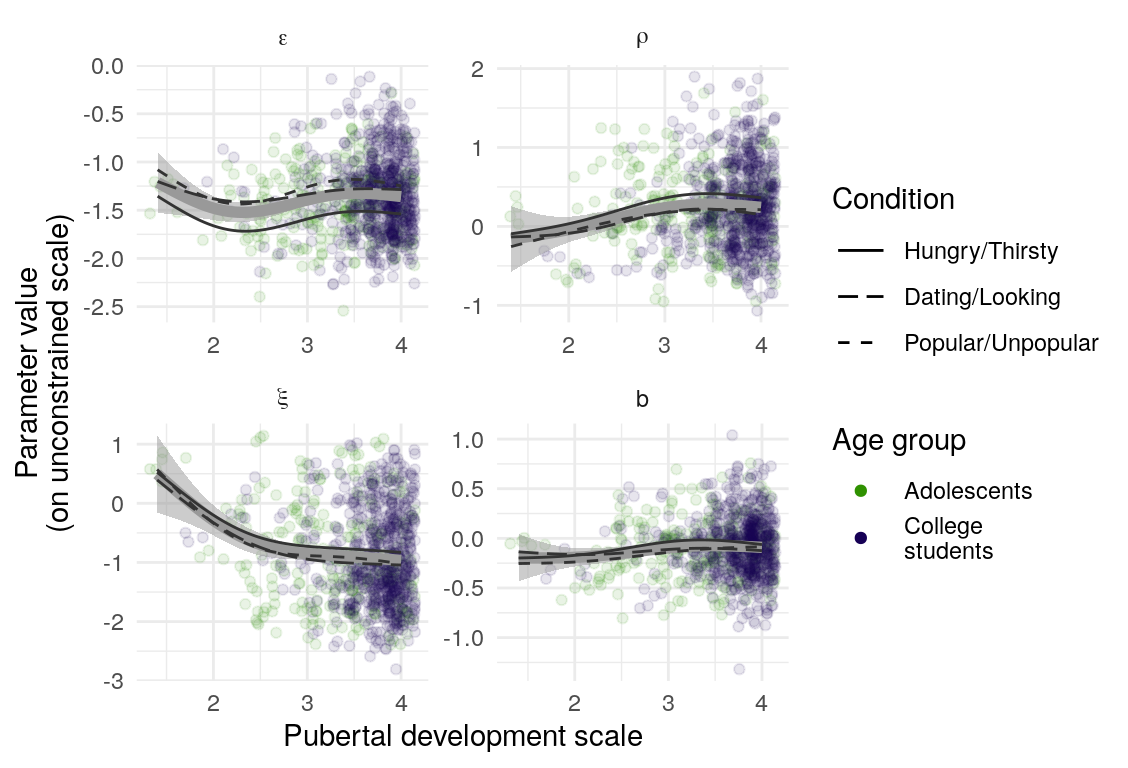 ε
ρ
0.0
-0.5
-1.0
-1.5
-2.0
-2.5
2
3
4
2
1
0
-1
2
3
4
ξ
b
1
0
-1
-2
-3
2
3
4
1.0
0.5
0.0
-0.5
-1.0
2
3
4
Parameter value
(on unconstrained scale)
Pubertal development scale
Condition
Hungry/Thirsty
Dating/Looking
Popular/Unpopular
Age group
Adolescents
College
students